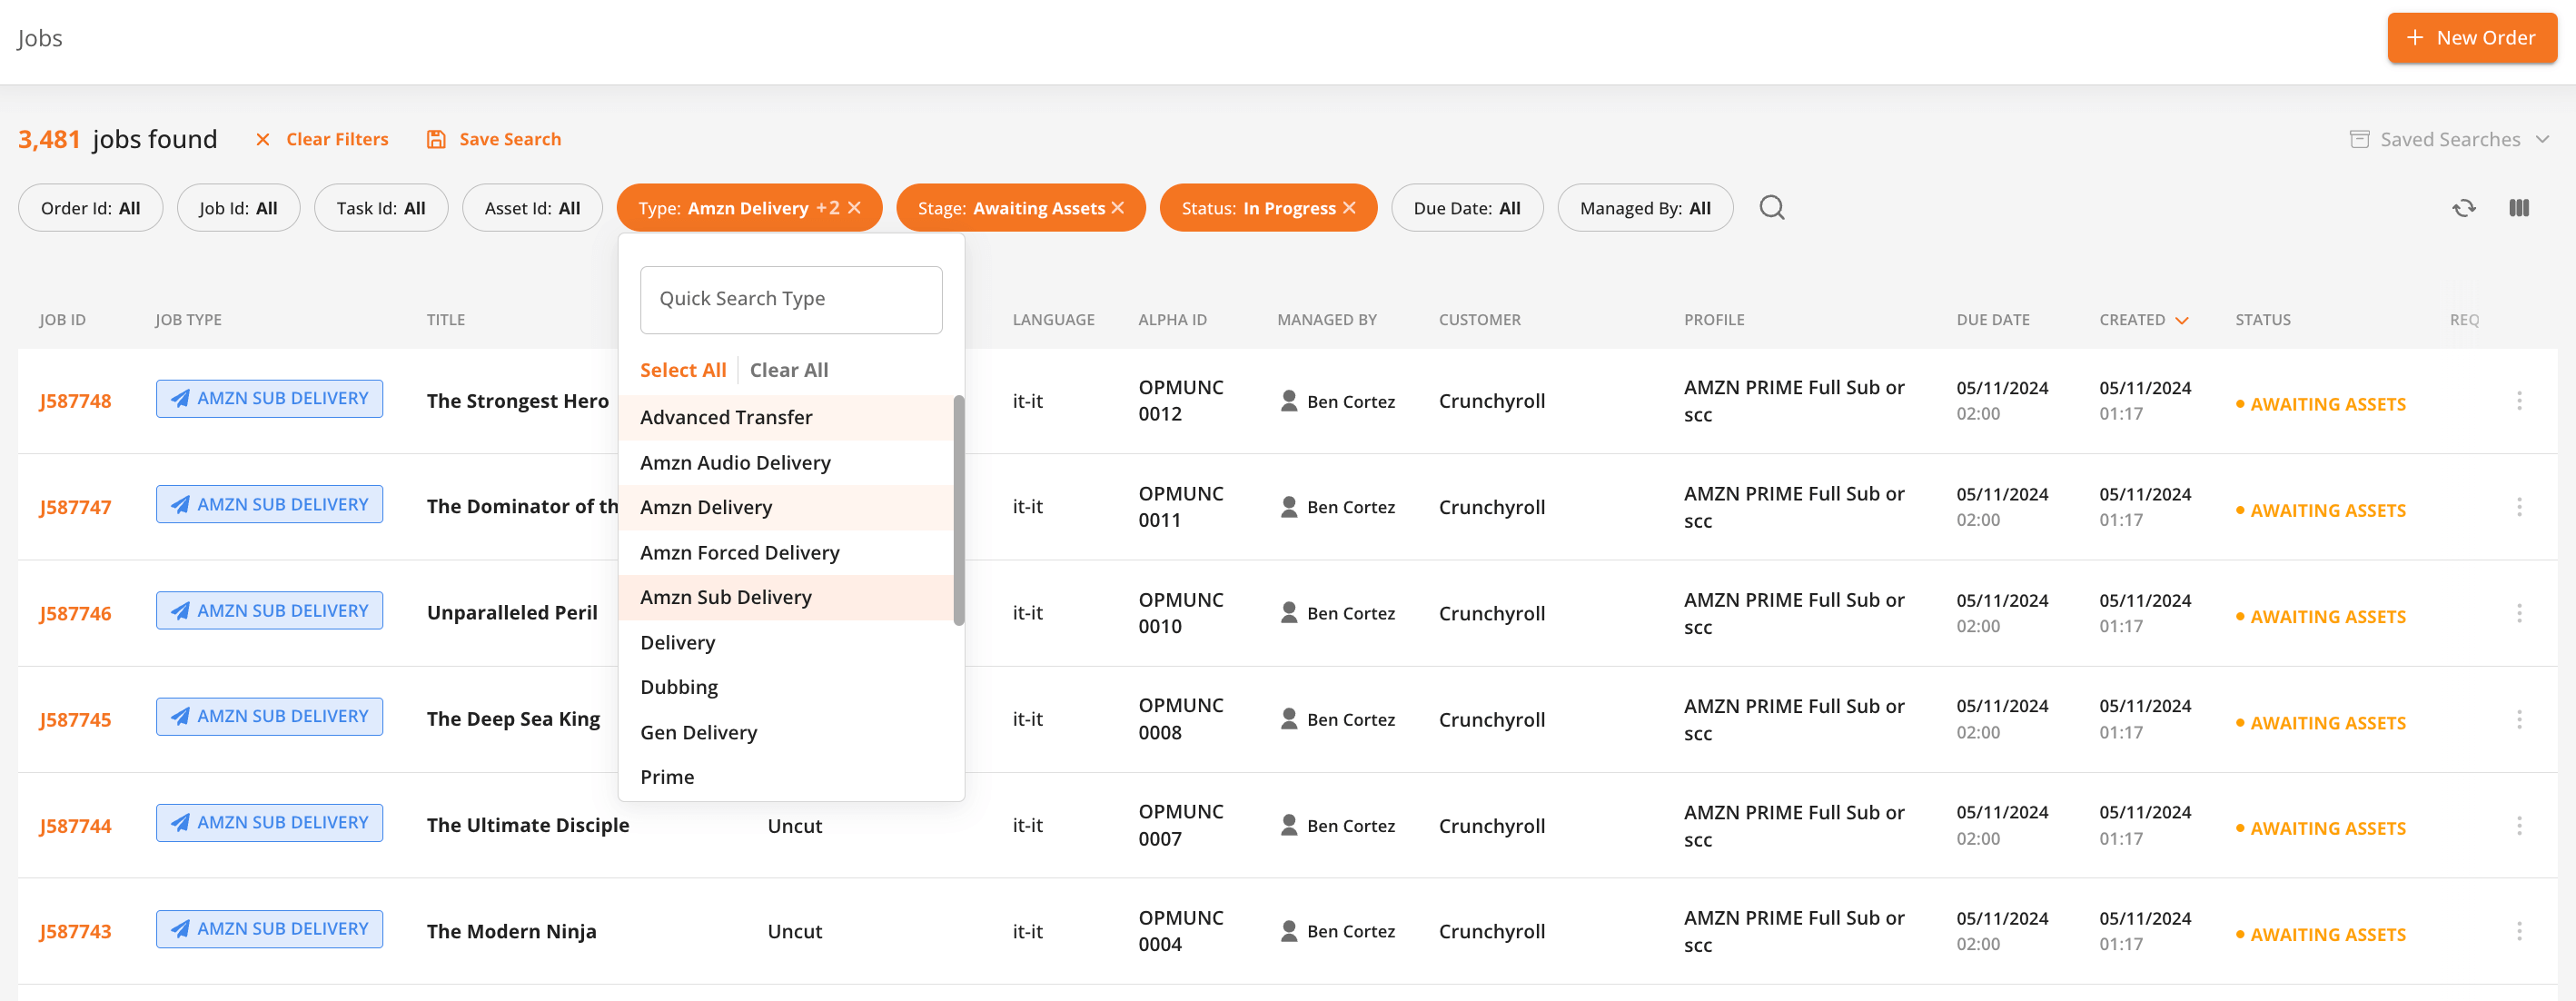 Jobs
+ New Order
3,481 jobs found
Clear Filters
Save Search
Saved Searches
Order Id: All
Job Id: All
Task Id: All
Asset Id: All
Type: Amzn Delivery +2
Stage: Awaiting Assets
Status: In Progress
Due Date: All
Managed By: All
Quick Search Type
Select All
Clear All
Advanced Transfer
Amzn Audio Delivery
Amzn Delivery
Amzn Forced Delivery
Amzn Sub Delivery
Delivery
Dubbing
Gen Delivery
Prime
JOB ID JOB TYPE TITLE LANGUAGE ALPHA ID MANAGED BY CUSTOMER PROFILE DUE DATE CREATED STATUS REQ
J587748 AMZN SUB DELIVERY The Strongest Hero it-it OPMUNC Ben Cortez Crunchyroll AMZN PRIME Full Sub or 05/11/2024 05/11/2024 AWAITING ASSETS
0012 scc 02:00 01:17
J587747 AMZN SUB DELIVERY The Dominator of th it-it OPMUNC Ben Cortez Crunchyroll AMZN PRIME Full Sub or 05/11/2024 05/11/2024 AWAITING ASSETS
0011 scc 02:00 01:17
J587746 AMZN SUB DELIVERY Unparalleled Peril it-it OPMUNC Ben Cortez Crunchyroll AMZN PRIME Full Sub or 05/11/2024 05/11/2024 AWAITING ASSETS
0010 scc 02:00 01:17
J587745 AMZN SUB DELIVERY The Deep Sea King it-it OPMUNC Ben Cortez Crunchyroll AMZN PRIME Full Sub or 05/11/2024 05/11/2024 AWAITING ASSETS
0008 scc 02:00 01:17
J587744 AMZN SUB DELIVERY The Ultimate Disciple Uncut it-it OPMUNC Ben Cortez Crunchyroll AMZN PRIME Full Sub or 05/11/2024 05/11/2024 AWAITING ASSETS
0007 scc 02:00 01:17
J587743 AMZN SUB DELIVERY The Modern Ninja Uncut it-it OPMUNC Ben Cortez Crunchyroll AMZN PRIME Full Sub or 05/11/2024 05/11/2024 AWAITING ASSETS
0004 scc 02:00 01:17